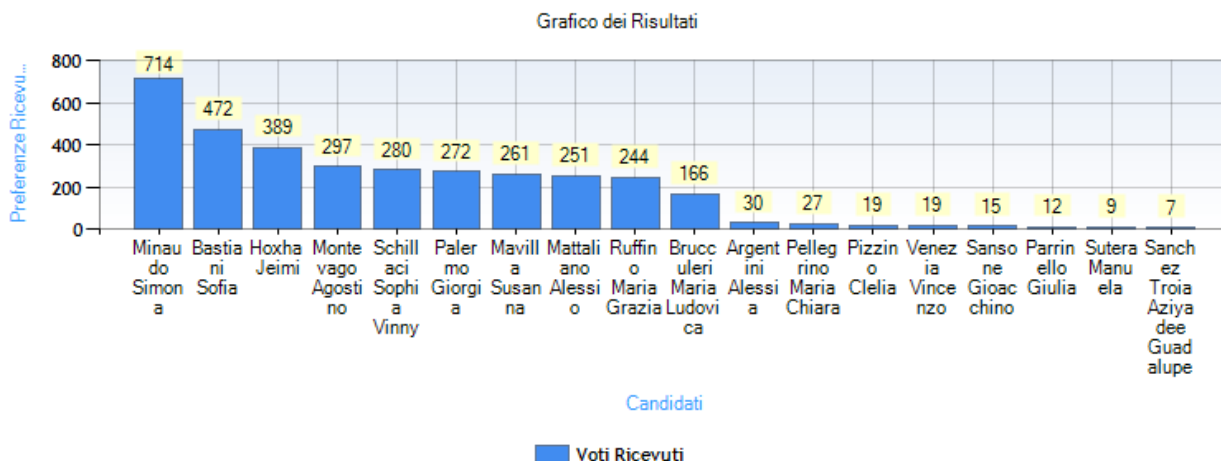 Grafico dei Risultati
Preferenze Ricevu...
800
600
400
200
0
714
472
389
297
280
272
261
251
244
166
30
27
19
19
15
12
9
7
Minau
do
Simon
a
Bastia
ni
Sofia
Hoxha
Jeimi
Monte
vago
Agosti
no
Schill
aci
Sophi
a
Vinny
Paler
mo
Giorgi
a
Mavill
a
Susan
na
Mattali
ano
Alessi
o
Ruffin
o
Maria
Grazia
Brucc
uleri
Maria
Ludovi
ca
Argent
ini
Alessi
a
Pelleg
rino
Maria
Chiara
Pizzin
o
Clelia
Venez
ia
Vince
nzo
Sanso
ne
Gioac
chino
Parri
nello
Giulia
Sutera
Manu
ela
Sanch
ez
Troia
Aziya
dee
Guad
alupe
Candidati
Voti Ricevuti